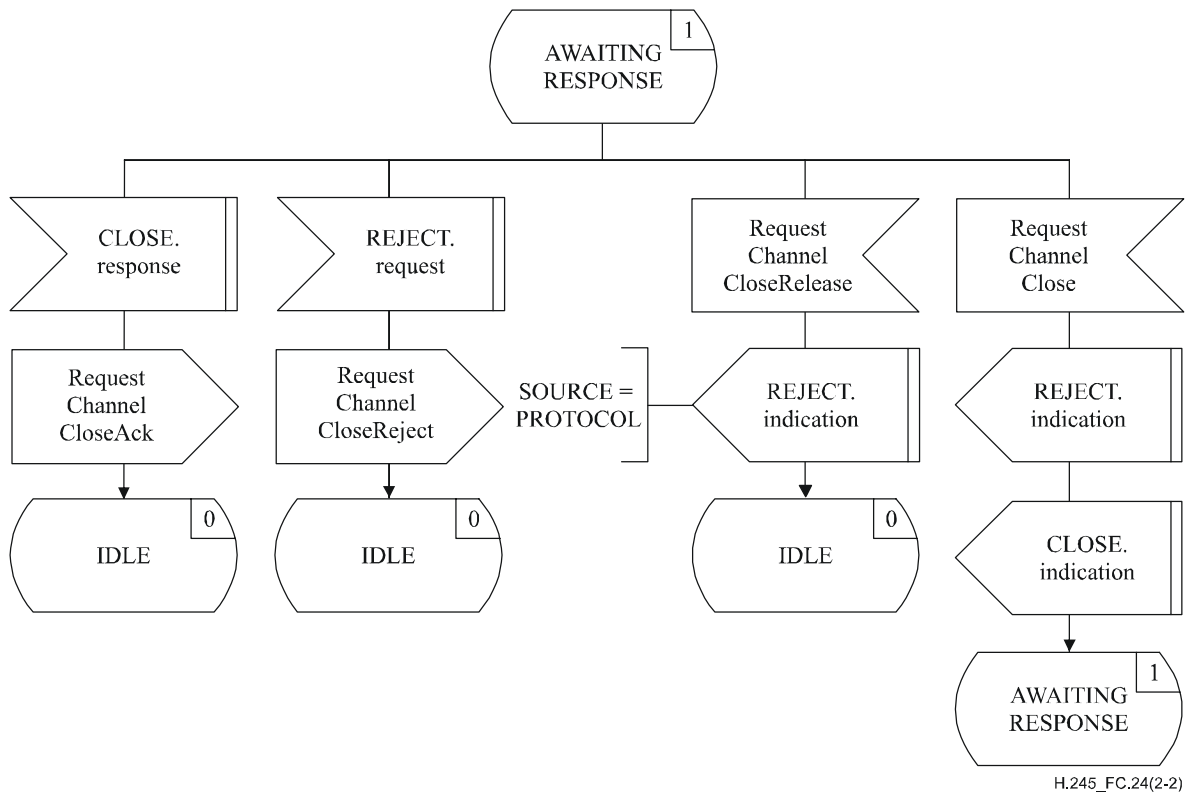 1
AWAITING
RESPONSE
CLOSE.
response
REJECT.
request
Request
Channel
CloseRelease
Request
Channel
Close
Request
Channel
CloseAck
Request
Channel
CloseReject
SOURCE =
PROTOCOL
REJECT.
indication
REJECT.
indication
0
IDLE
0
IDLE
0
IDLE
CLOSE.
indication
1
AWAITING
RESPONSE
H.245_FC.24(2-2)